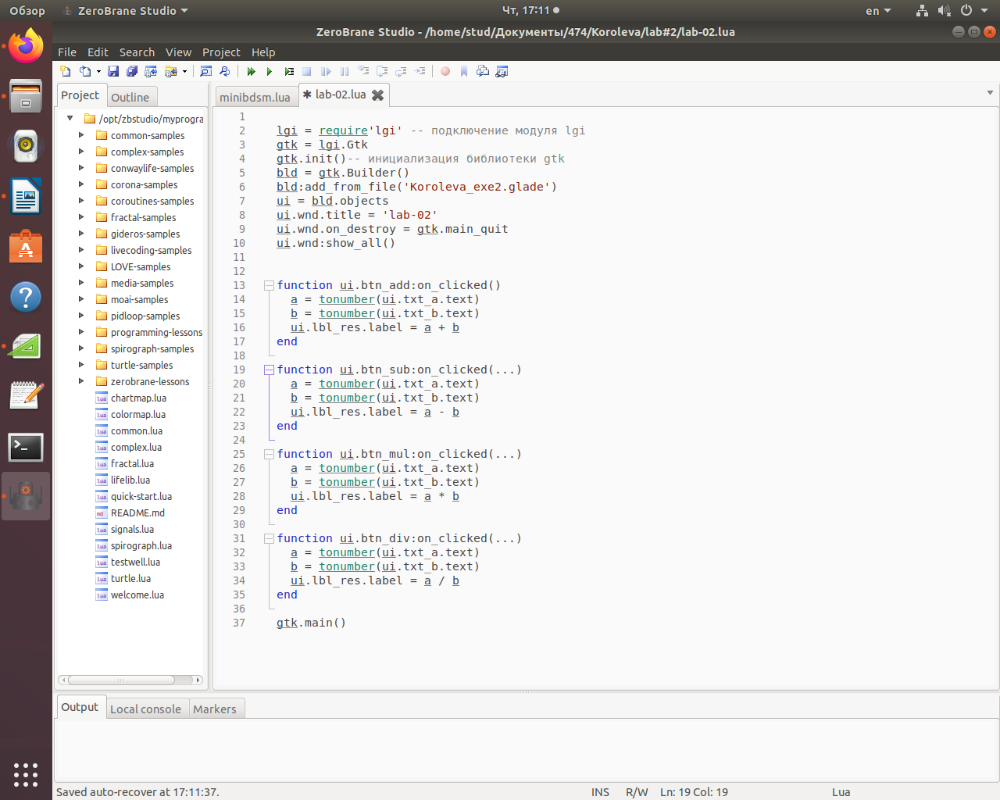 Обзор ZeroBrane Studio Чт, 17:11 en
ZeroBrane Studio - /home/stud/Документы/474/Koroleva/lab#2/lab-02.lua
File Edit Search View Project Help
Project Outline
minibdsm.lua ✱ lab-02.lua
/opt/zbstudio/myprogra
common-samples
complex-samples
conwaylife-samples
corona-samples
coroutines-samples
fractal-samples
gideros-samples
livecoding-samples
LOVE-samples
media-samples
moai-samples
pidloop-samples
programming-lessons
spirograph-samples
turtle-samples
zerobrane-lessons
chartmap.lua
colormap.lua
common.lua
complex.lua
fractal.lua
lifelib.lua
quick-start.lua
README.md
signals.lua
spirograph.lua
testwell.lua
turtle.lua
welcome.lua
1
2 lgi = require'lgi' -- подключение модуля lgi
3 gtk = lgi.Gtk
4 gtk.init()-- инициализация библиотеки gtk
5 bld = gtk.Builder()
6 bld:add_from_file('Koroleva_exe2.glade')
7 ui = bld.objects
8 ui.wnd.title = 'lab-02'
9 ui.wnd.on_destroy = gtk.main_quit
10 ui.wnd:show_all()
11
12
13 function ui.btn_add:on_clicked()
14 a = tonumber(ui.txt_a.text)
15 b = tonumber(ui.txt_b.text)
16 ui.lbl_res.label = a + b
17 end
18
19 function ui.btn_sub:on_clicked(...)
20 a = tonumber(ui.txt_a.text)
21 b = tonumber(ui.txt_b.text)
22 ui.lbl_res.label = a - b
23 end
24
25 function ui.btn_mul:on_clicked(...)
26 a = tonumber(ui.txt_a.text)
27 b = tonumber(ui.txt_b.text)
28 ui.lbl_res.label = a * b
29 end
30
31 function ui.btn_div:on_clicked(...)
32 a = tonumber(ui.txt_a.text)
33 b = tonumber(ui.txt_b.text)
34 ui.lbl_res.label = a / b
35 end
36
37 gtk.main()
Output Local console Markers
Saved auto-recover at 17:11:37. INS R/W Ln: 19 Col: 19 Lua